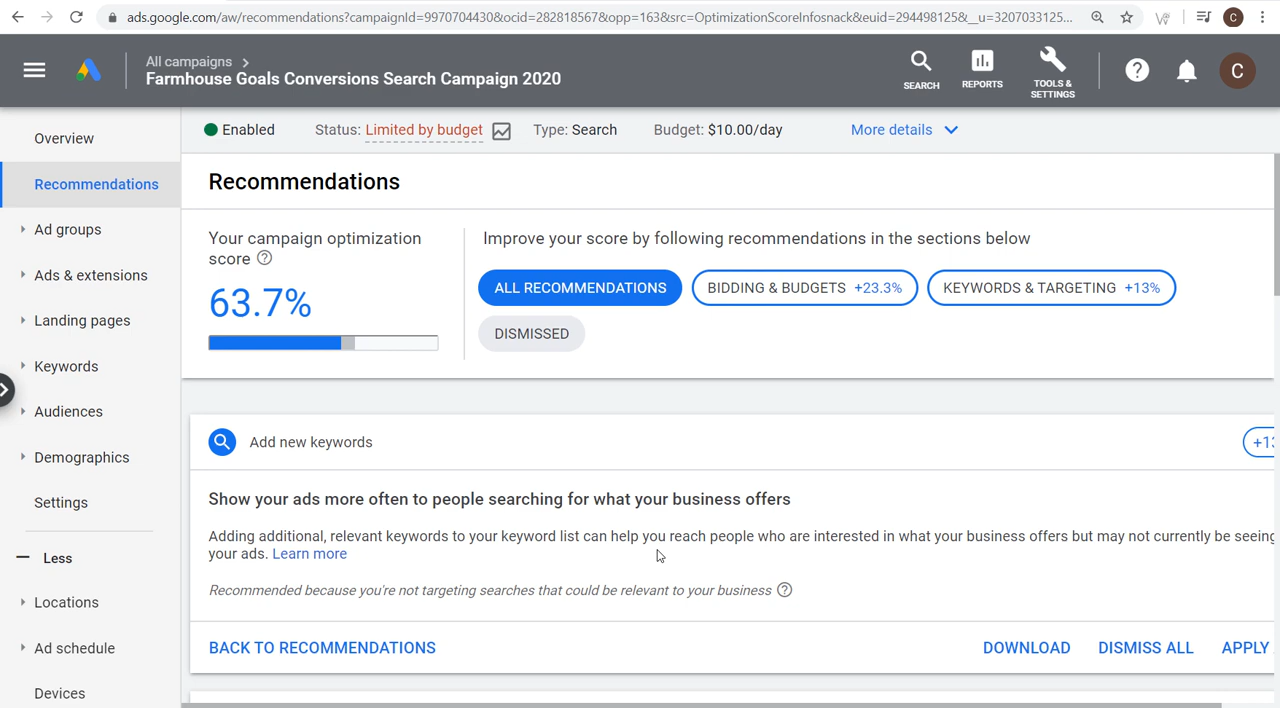 ads.google.com/aw/recommendations?campaignId=9970704430&ocid=282818567&opp=163&src=OptimizationScoreInfosnack&euid=294498125&__u=3207033125...
C
All campaigns
Farmhouse Goals Conversions Search Campaign 2020
SEARCH
REPORTS
TOOLS &
SETTINGS
?
C
Overview
Recommendations
Ad groups
Ads & extensions
Landing pages
Keywords
Audiences
Demographics
Settings
Less
Locations
Ad schedule
Devices
Enabled
Status: Limited by budget
Type: Search
Budget: $10.00/day
More details
Recommendations
Your campaign optimization
score ?
63.7%
Improve your score by following recommendations in the sections below
ALL RECOMMENDATIONS
BIDDING & BUDGETS +23.3%
KEYWORDS & TARGETING +13%
DISMISSED
Add new keywords
+13
Show your ads more often to people searching for what your business offers
Adding additional, relevant keywords to your keyword list can help you reach people who are interested in what your business offers but may not currently be seeing
your ads. Learn more
Recommended because you're not targeting searches that could be relevant to your business ?
BACK TO RECOMMENDATIONS
DOWNLOAD
DISMISS ALL
APPLY